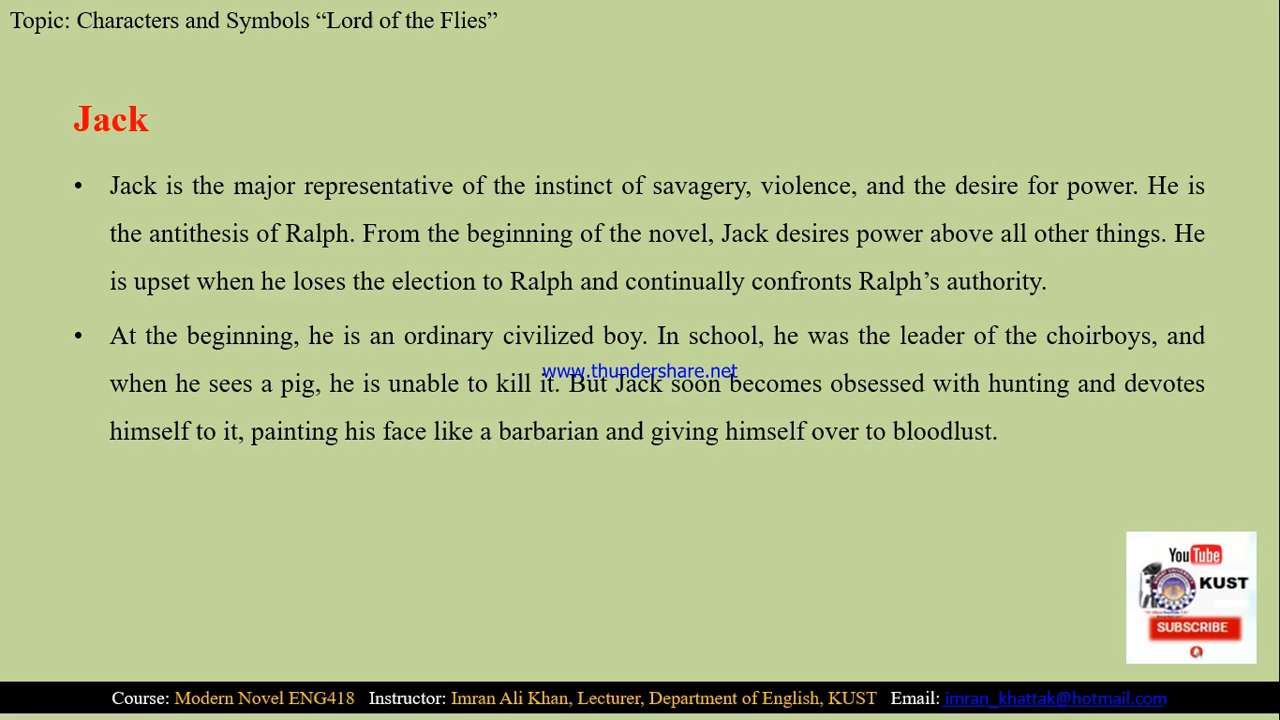 Topic: Characters and Symbols “Lord of the Flies”
Jack
• Jack is the major representative of the instinct of savagery, violence, and the desire for power. He is
the antithesis of Ralph. From the beginning of the novel, Jack desires power above all other things. He
is upset when he loses the election to Ralph and continually confronts Ralph’s authority.
• At the beginning, he is an ordinary civilized boy. In school, he was the leader of the choirboys, and
www.thundershare.net
when he sees a pig, he is unable to kill it. But Jack soon becomes obsessed with hunting and devotes
himself to it, painting his face like a barbarian and giving himself over to bloodlust.
YouTube
KUST
SUBSCRIBE
Course: Modern Novel ENG418 Instructor: Imran Ali Khan, Lecturer, Department of English, KUST Email: imran_khattak@hotmail.com